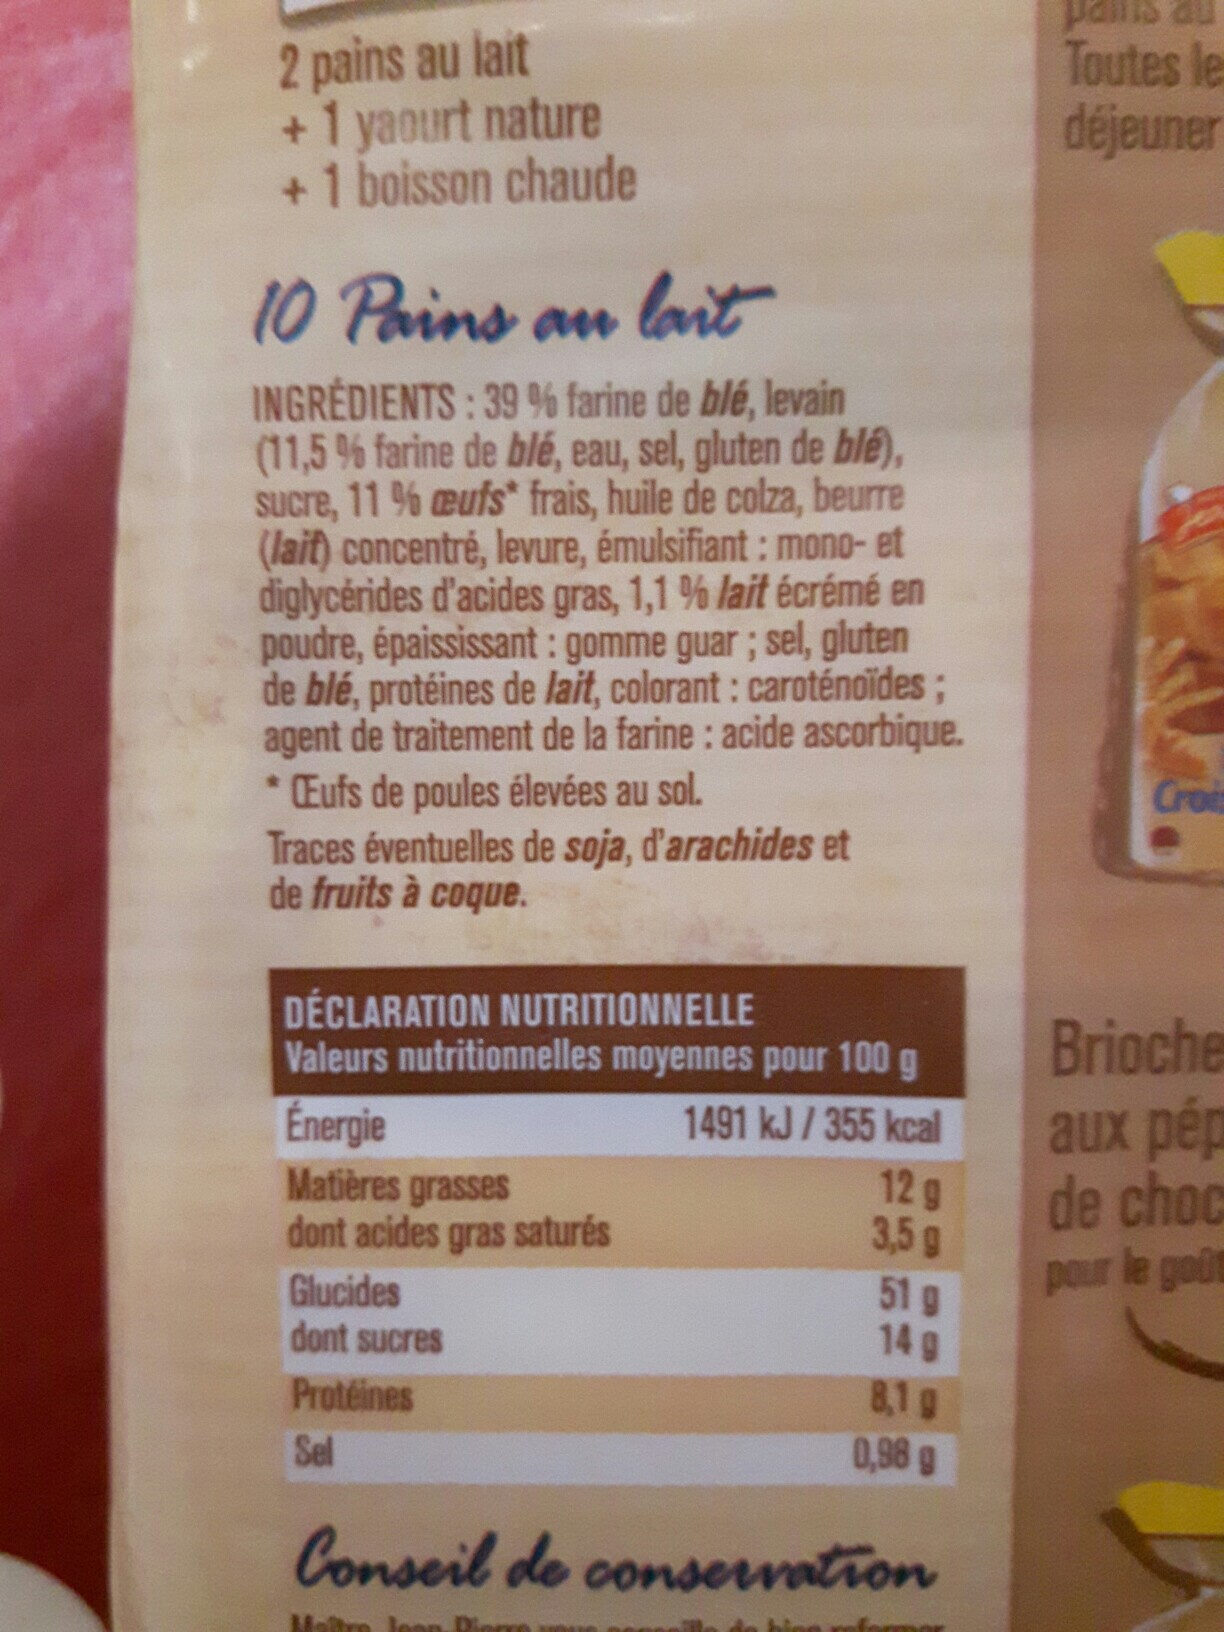 2 pains au lait
+ 1 yaourt nature
+ 1 boisson chaude
10 Pains au lait
INGRÉDIENTS : 39 % farine de blé, levain
(11,5 % farine de blé, eau, sel, gluten de blé),
sucre, 11 % œufs* frais, huile de colza, beurre
(lait) concentré, levure, émulsifiant : mono- et
diglycérides d'acides gras, 1,1 % lait écrémé en
poudre, épaississant : gomme guar ; sel, gluten
de blé, protéines de lait, colorant : caroténoïdes ;
agent de traitement de la farine : acide ascorbique.
* Œufs de poules élevées au sol.
Traces éventuelles de soja, d'arachides et
de fruits à coque.
DÉCLARATION NUTRITIONNELLE
Valeurs nutritionnelles moyennes pour 100 g
Énergie 1491 kJ / 355 kcal
Matières grasses 12 g
dont acides gras saturés 3,5 g
Glucides 51 g
dont sucres 14 g
Protéines 8,1 g
Sel 0,98 g
Conseil de conservation
pains au
Toutes le
déjeuner
Croi
Brioche
aux pép
de choc
pour le goût